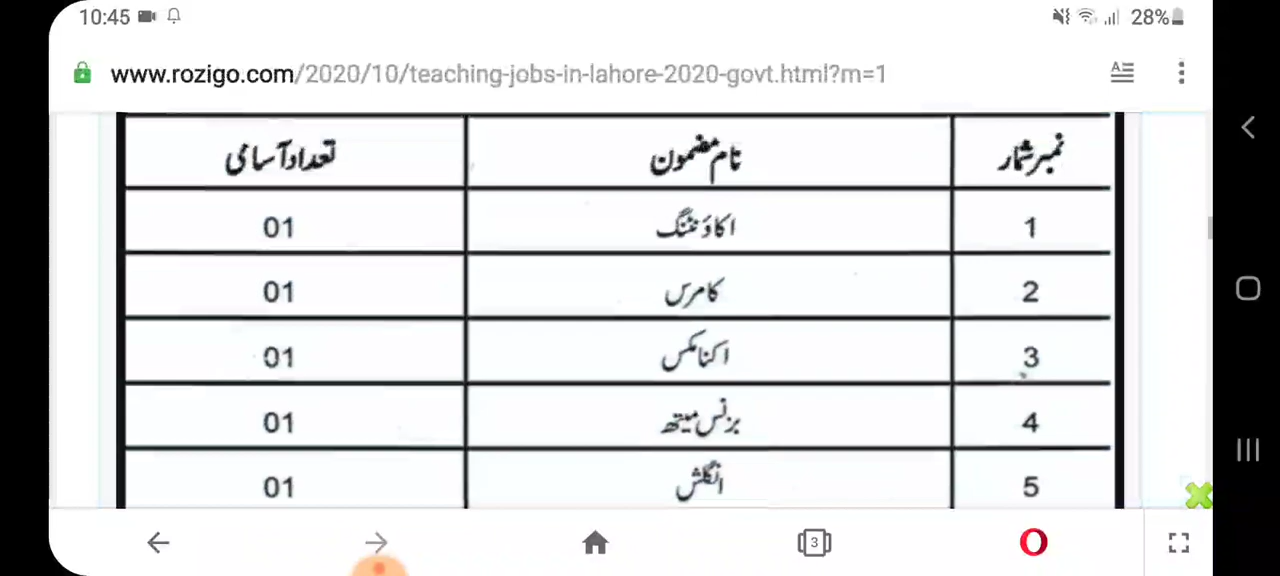 10:45 28%
www.rozigo.com/2020/10/teaching-jobs-in-lahore-2020-govt.html?m=1
نمبر شمار نام مضمون تعداد آسامی
1 اکاؤنٹنگ 01
2 کامرس 01
3 اکنامکس 01
4 بزنس میتھ 01
5 انگلش 01
3